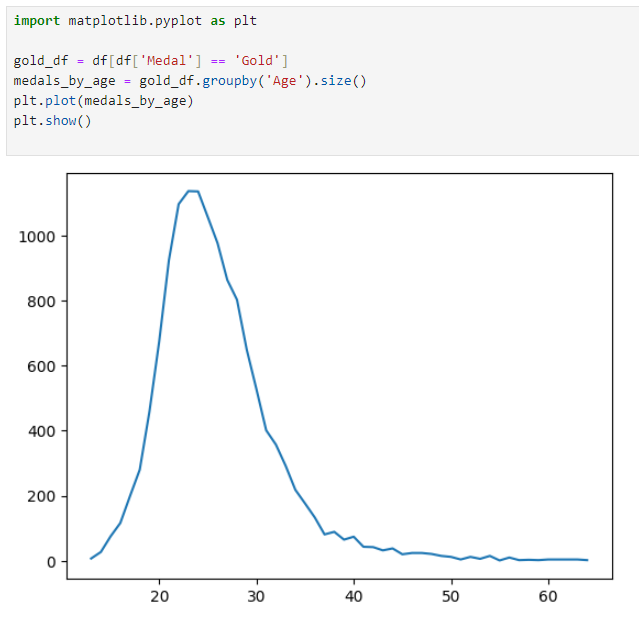 import matplotlib.pyplot as plt
gold_df = df[df['Medal'] == 'Gold']
medals_by_age = gold_df.groupby('Age').size()
plt.plot(medals_by_age)
plt.show()
1000
800
600
400
200
0
20 30 40 50 60